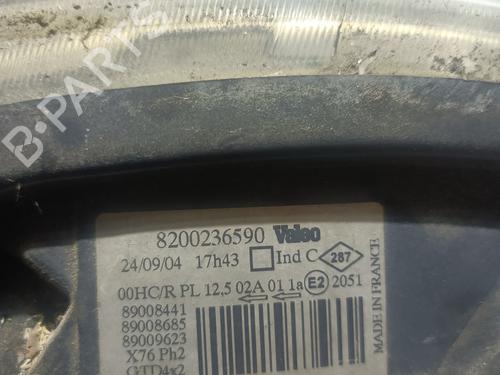 B-PARTS
8200236590 Valeo
24/09/04 17h43 Ind C 287
00HC/R PL 12,5 02A 01 1a E2 2051
89008441
89008685
89009623
X76 Ph2
GTD4x2
MADE IN FRANCE